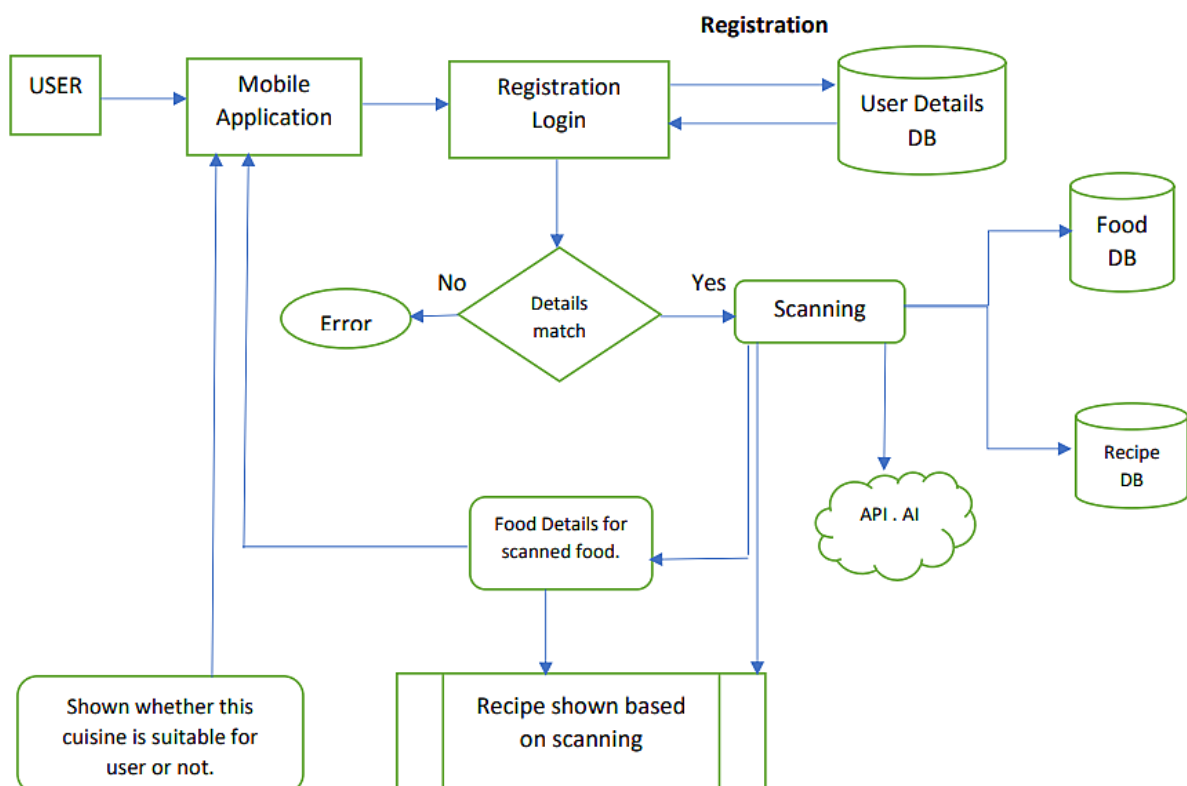 Registration
USER
Mobile
Application
Registration
Login
User Details
DB
Food
DB
No
Yes
Error
Details
match
Scanning
Recipe
DB
API . AI
Food Details for
scanned food.
Shown whether this
cuisine is suitable for
user or not.
Recipe shown based
on scanning